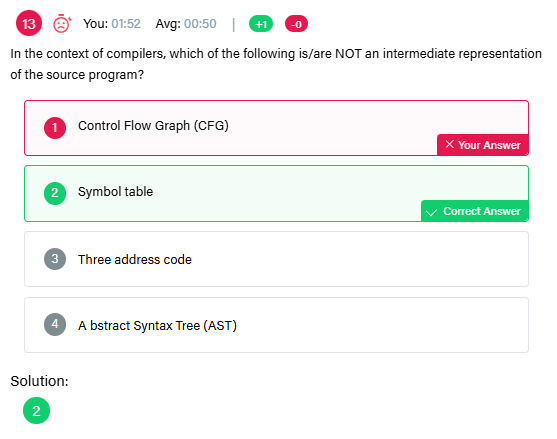 13 You: 01:52 Avg: 00:50 | +1 -0
In the context of compilers, which of the following is/are NOT an intermediate representation
of the source program?
1 Control Flow Graph (CFG)
× Your Answer
2 Symbol table
✓ Correct Answer
3 Three address code
4 A bstract Syntax Tree (AST)
Solution:
2